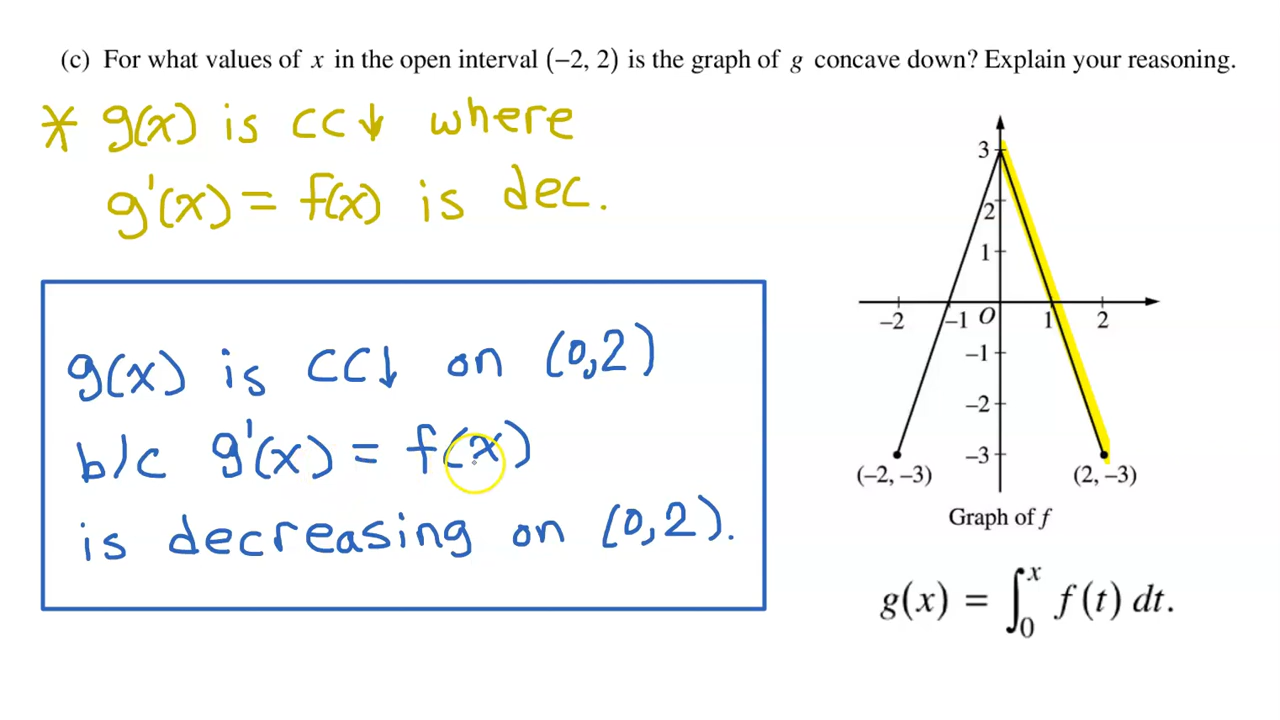 (c) For what values of x in the open interval (−2, 2) is the graph of g concave down? Explain your reasoning.
* g(x) is CC↓ where
g'(x) = f(x) is dec.
g(x) is CC↓ on (0,2)
b/c g'(x) = f(x)
is decreasing on (0,2).
3
2
1
−2 −1 O 1 2
−1
−2
−3
(−2, −3) (2, −3)
Graph of f
g(x) = ∫₀ˣ f(t) dt.